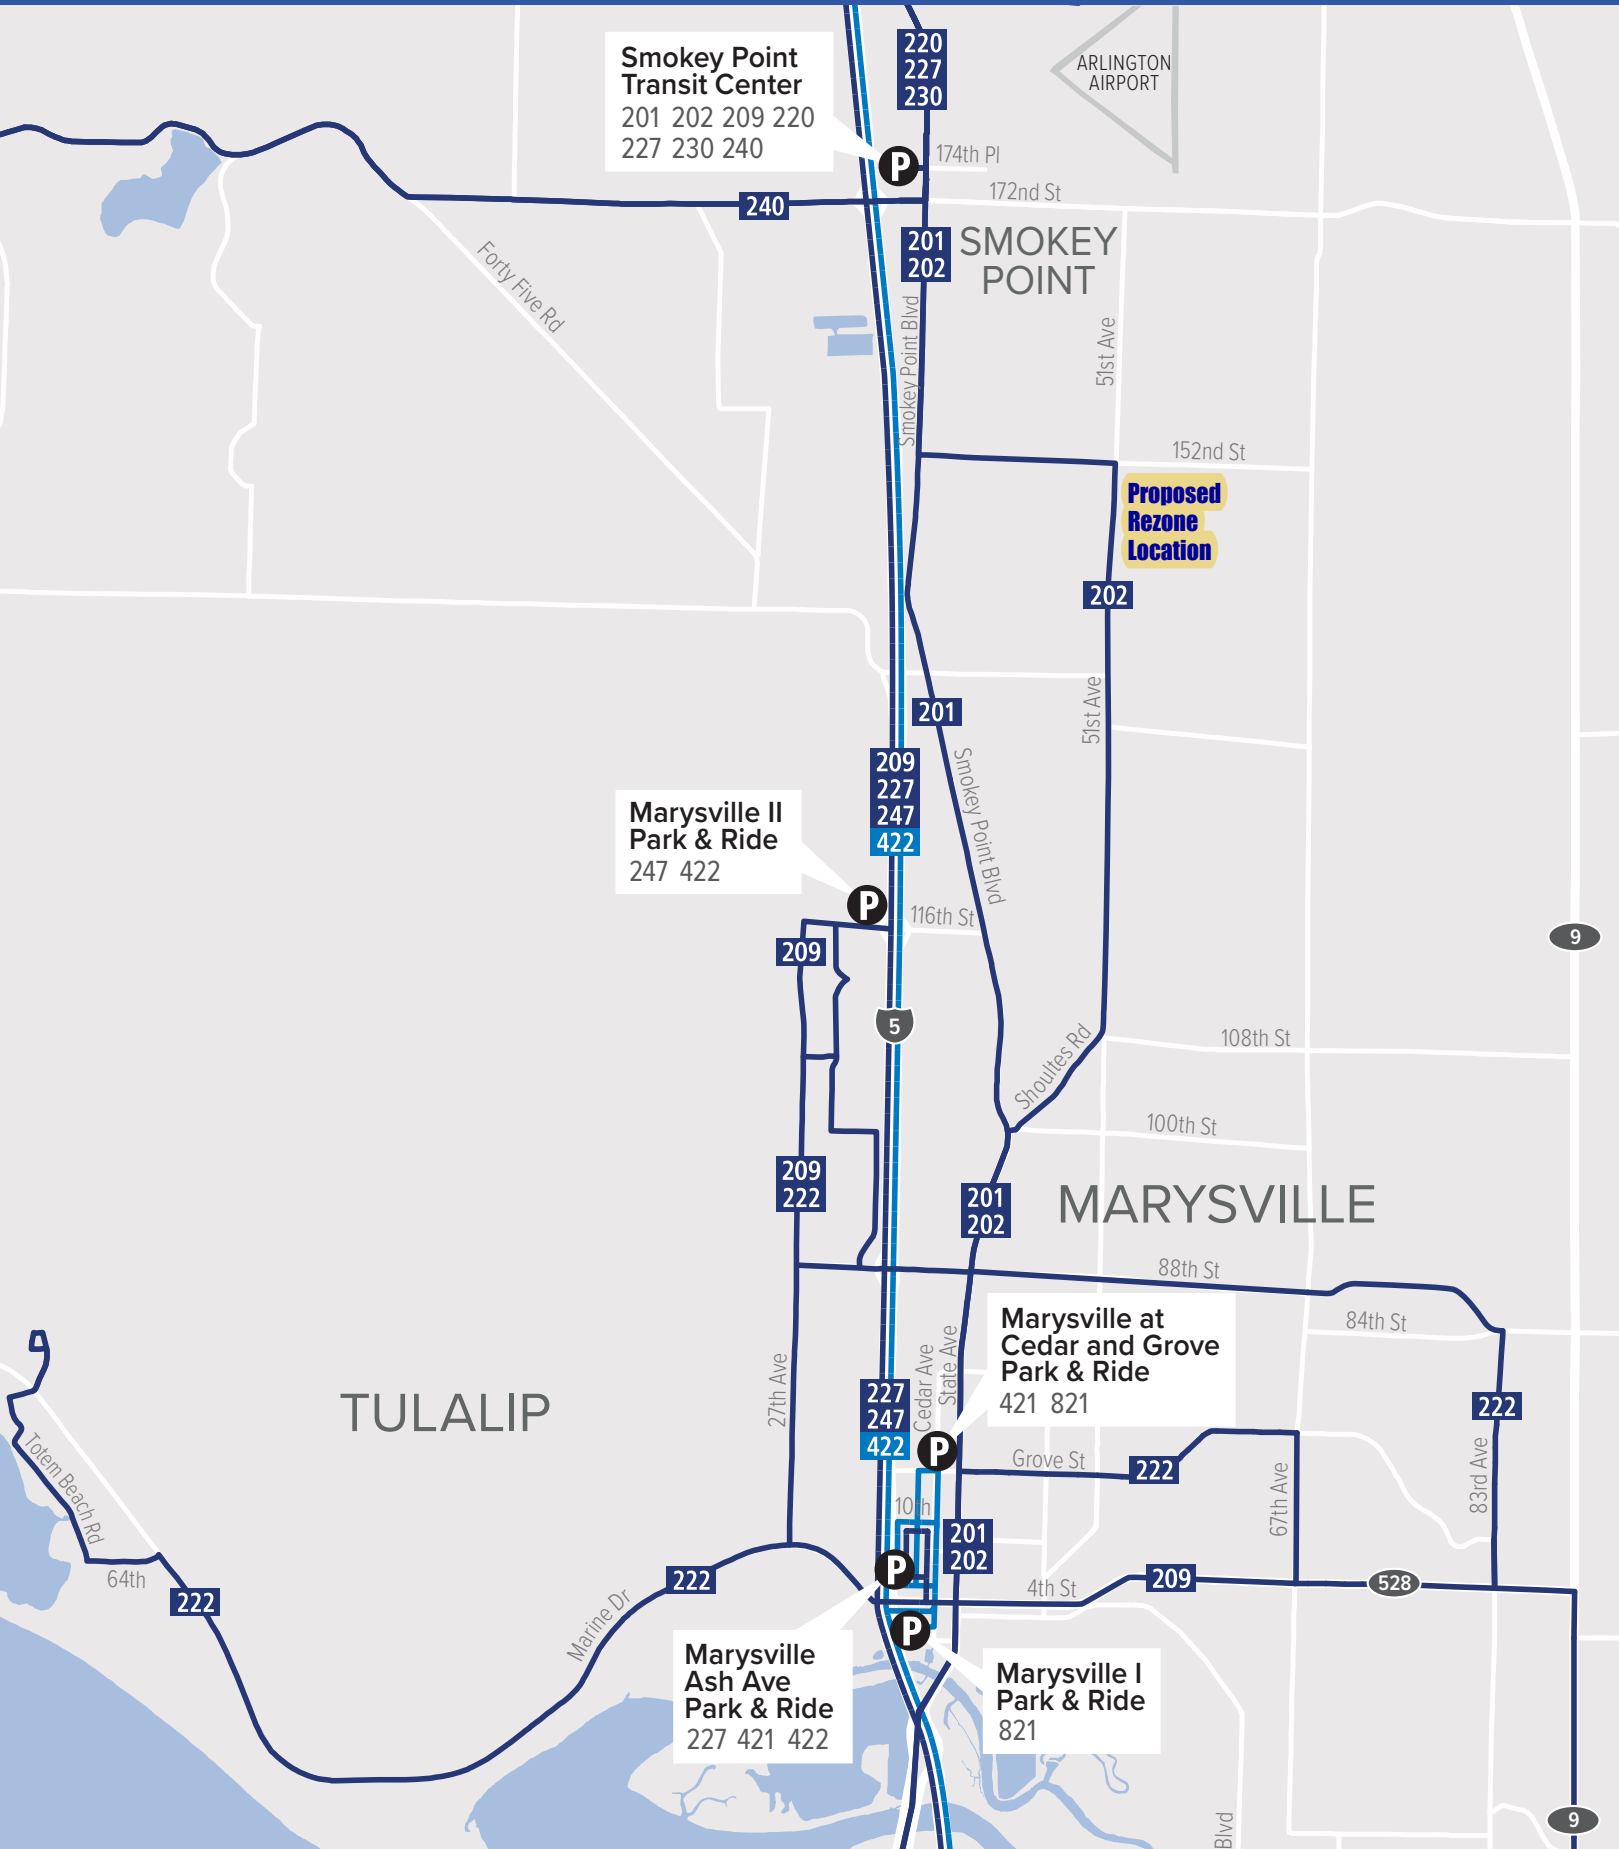 Smokey Point
Transit Center
201 202 209 220
227 230 240
220
227
230
ARLINGTON
AIRPORT
P
174th Pl
172nd St
240
201
202
SMOKEY
POINT
Forty Five Rd
Smokey Point Blvd
51st Ave
152nd St
Proposed
Rezone
Location
202
51st Ave
201
Smokey Point Blvd
209
227
247
422
Marysville II
Park & Ride
247 422
P
116th St
209
9
5
Shoultes Rd
108th St
100th St
209
222
201
202
MARYSVILLE
88th St
84th St
Marysville at
Cedar and Grove
Park & Ride
421 821
Cedar Ave
State Ave
27th Ave
TULALIP
227
247
422
P
222
Grove St
222
67th Ave
83rd Ave
Totem Beach Rd
10th
201
202
64th
222
222
Marine Dr
P
4th St
209
528
P
Marysville
Ash Ave
Park & Ride
227 421 422
Marysville I
Park & Ride
821
Blvd
9